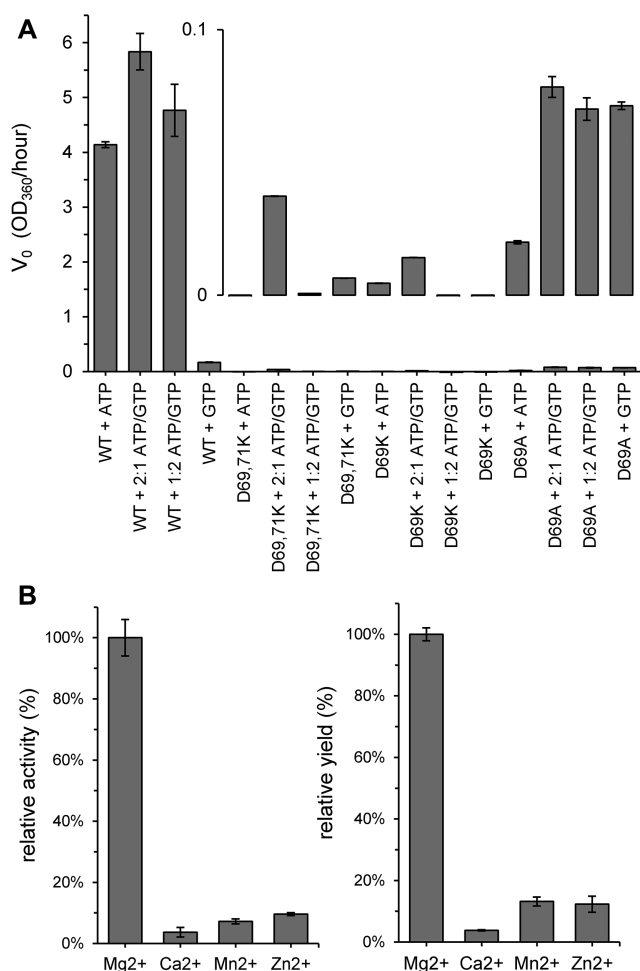 A
V0 (OD360/hour)
6
5
4
3
2
1
0
0.1
0
WT + ATP
WT + 2:1 ATP/GTP
WT + 1:2 ATP/GTP
WT + GTP
D69,71K + ATP
D69,71K + 2:1 ATP/GTP
D69,71K + 1:2 ATP/GTP
D69,71K + GTP
D69K + ATP
D69K + 2:1 ATP/GTP
D69K + 1:2 ATP/GTP
D69K + GTP
D69A + ATP
D69A + 2:1 ATP/GTP
D69A + 1:2 ATP/GTP
D69A + GTP
B
relative activity (%)
100%
80%
60%
40%
20%
0%
Mg2+ Ca2+ Mn2+ Zn2+
relative yield (%)
100%
80%
60%
40%
20%
0%
Mg2+ Ca2+ Mn2+ Zn2+